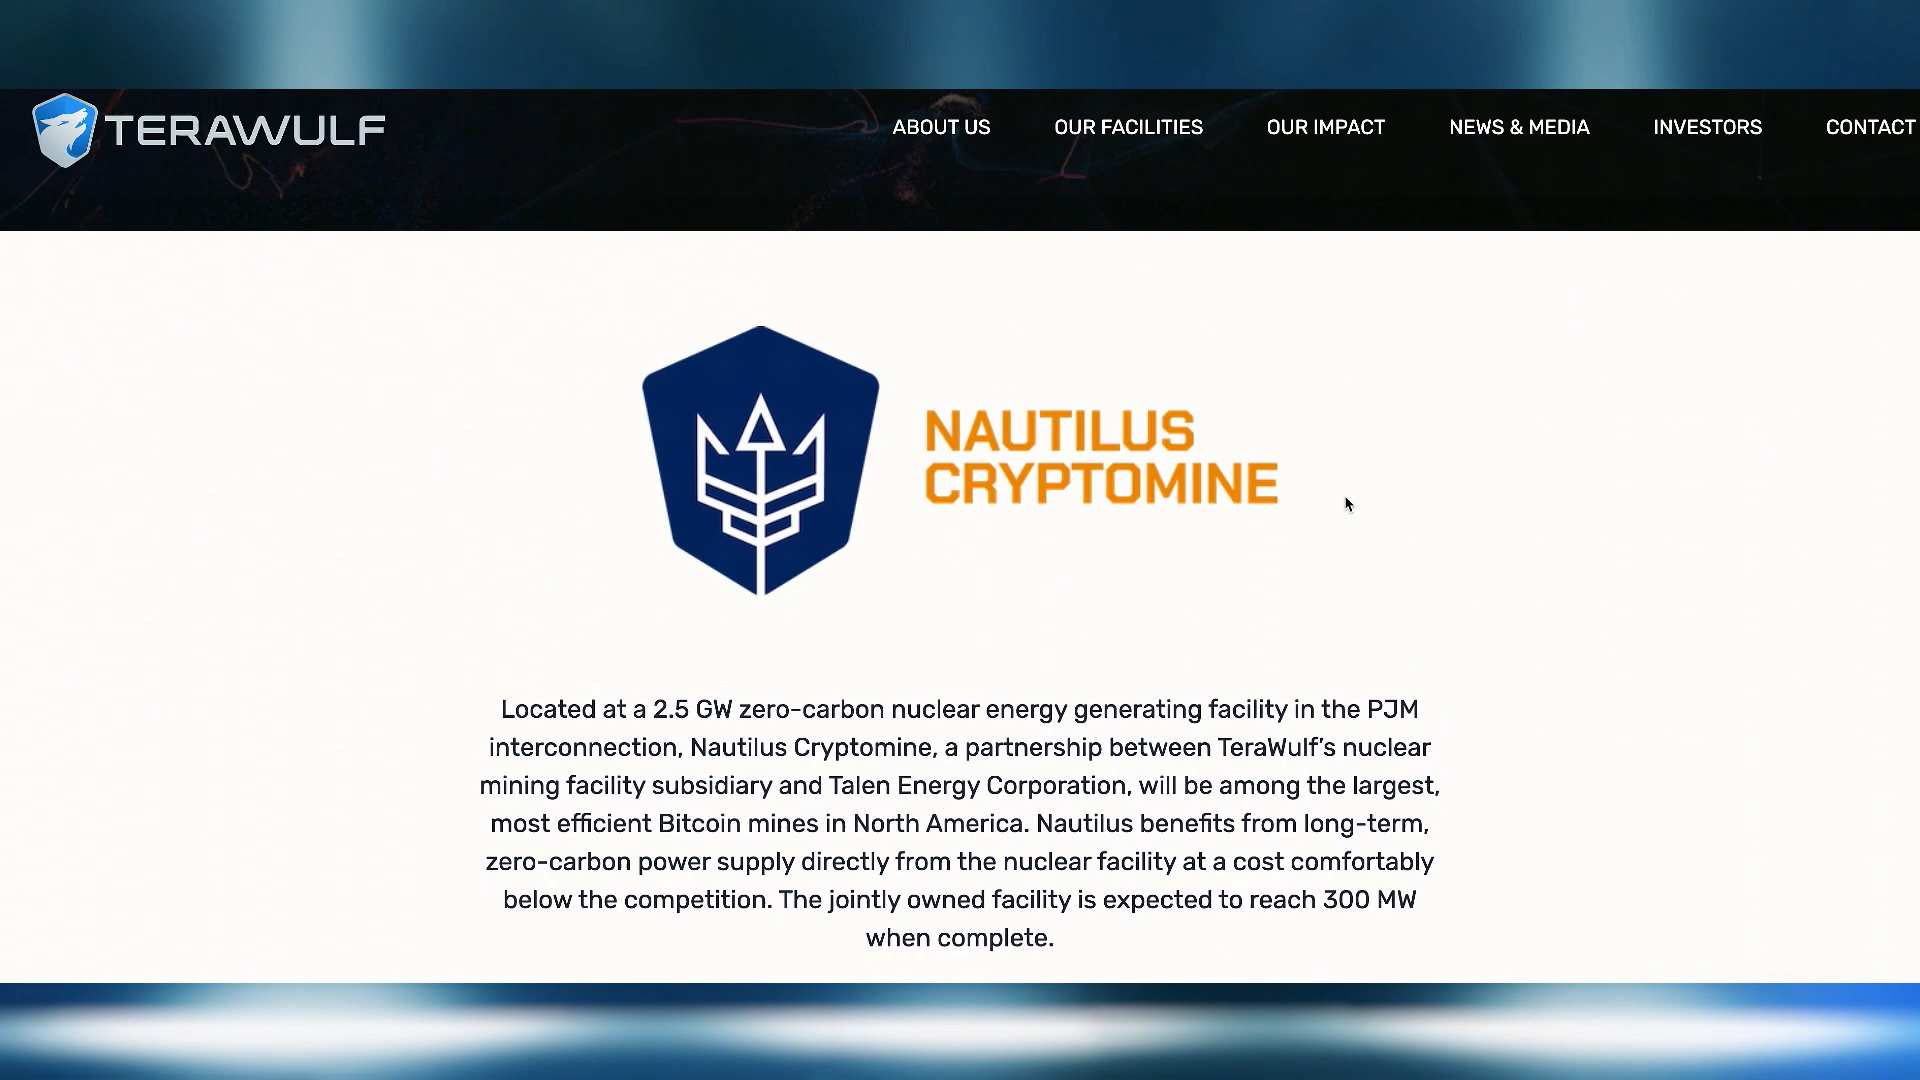 TERAWULF
ABOUT US
OUR FACILITIES
OUR IMPACT
NEWS & MEDIA
INVESTORS
CONTACT
NAUTILUS
CRYPTOMINE
Located at a 2.5 GW zero-carbon nuclear energy generating facility in the PJM
interconnection, Nautilus Cryptomine, a partnership between TeraWulf’s nuclear
mining facility subsidiary and Talen Energy Corporation, will be among the largest,
most efficient Bitcoin mines in North America. Nautilus benefits from long-term,
zero-carbon power supply directly from the nuclear facility at a cost comfortably
below the competition. The jointly owned facility is expected to reach 300 MW
when complete.